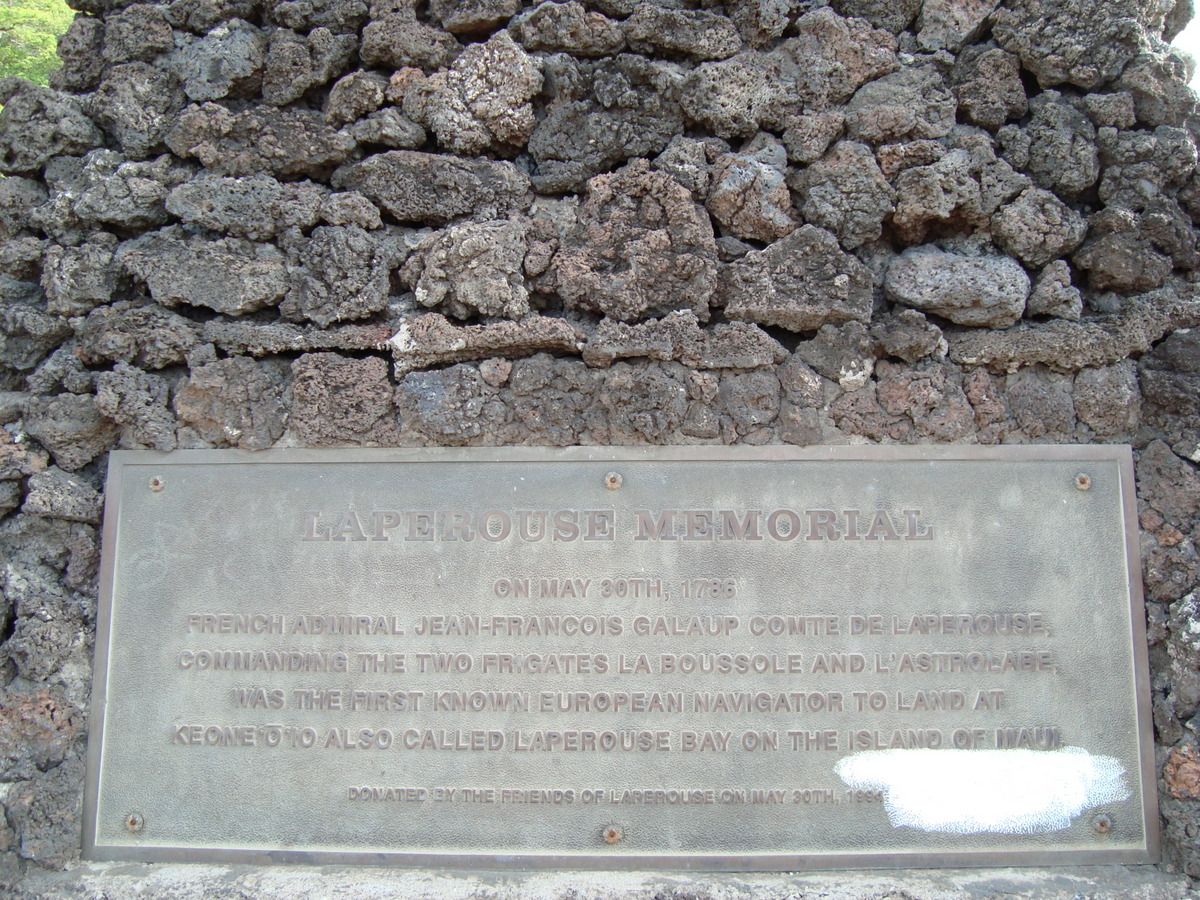 LAPEROUSE MEMORIAL
ON MAY 30TH, 1786
FRENCH ADMIRAL JEAN-FRANCOIS GALAUP COMTE DE LAPEROUSE,
COMMANDING THE TWO FRIGATES LA BOUSSOLE AND L'ASTROLABE,
WAS THE FIRST KNOWN EUROPEAN NAVIGATOR TO LAND AT
KEONE'Ō'IO ALSO CALLED LAPEROUSE BAY ON THE ISLAND OF MAUI
DONATED BY THE FRIENDS OF LAPEROUSE ON MAY 30TH,